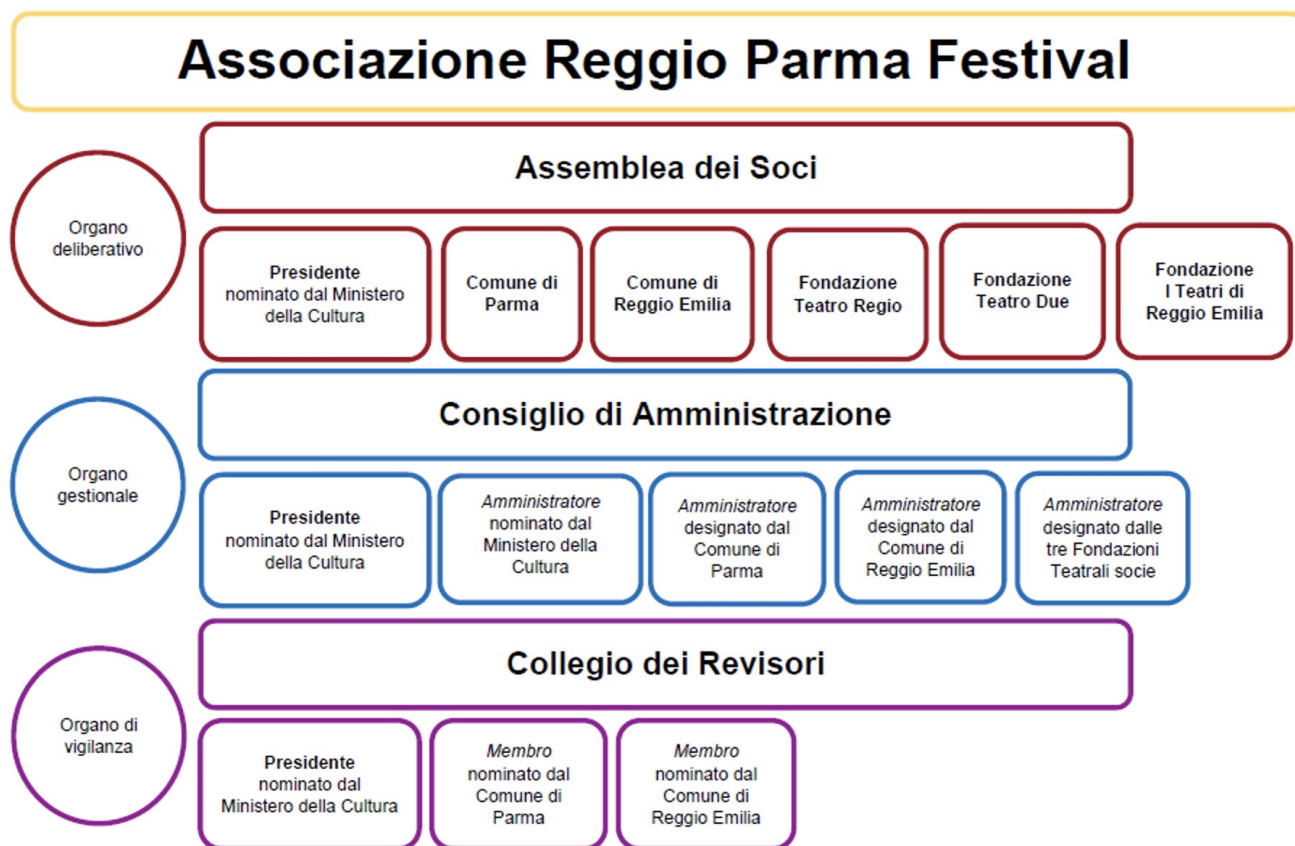 Associazione Reggio Parma Festival
Organo
deliberativo
Assemblea dei Soci
Presidente
nominato dal Ministero
della Cultura
Comune di
Parma
Comune di
Reggio Emilia
Fondazione
Teatro Regio
Fondazione
Teatro Due
Fondazione
I Teatri di
Reggio Emilia
Organo
gestionale
Consiglio di Amministrazione
Presidente
nominato dal Ministero
della Cultura
Amministratore
nominato dal
Ministero della
Cultura
Amministratore
designato dal
Comune di
Parma
Amministratore
designato dal
Comune di
Reggio Emilia
Amministratore
designato dalle
tre Fondazioni
Teatrali socie
Organo di
vigilanza
Collegio dei Revisori
Presidente
nominato dal
Ministero della Cultura
Membro
nominato dal
Comune di
Parma
Membro
nominato dal
Comune di
Reggio Emilia